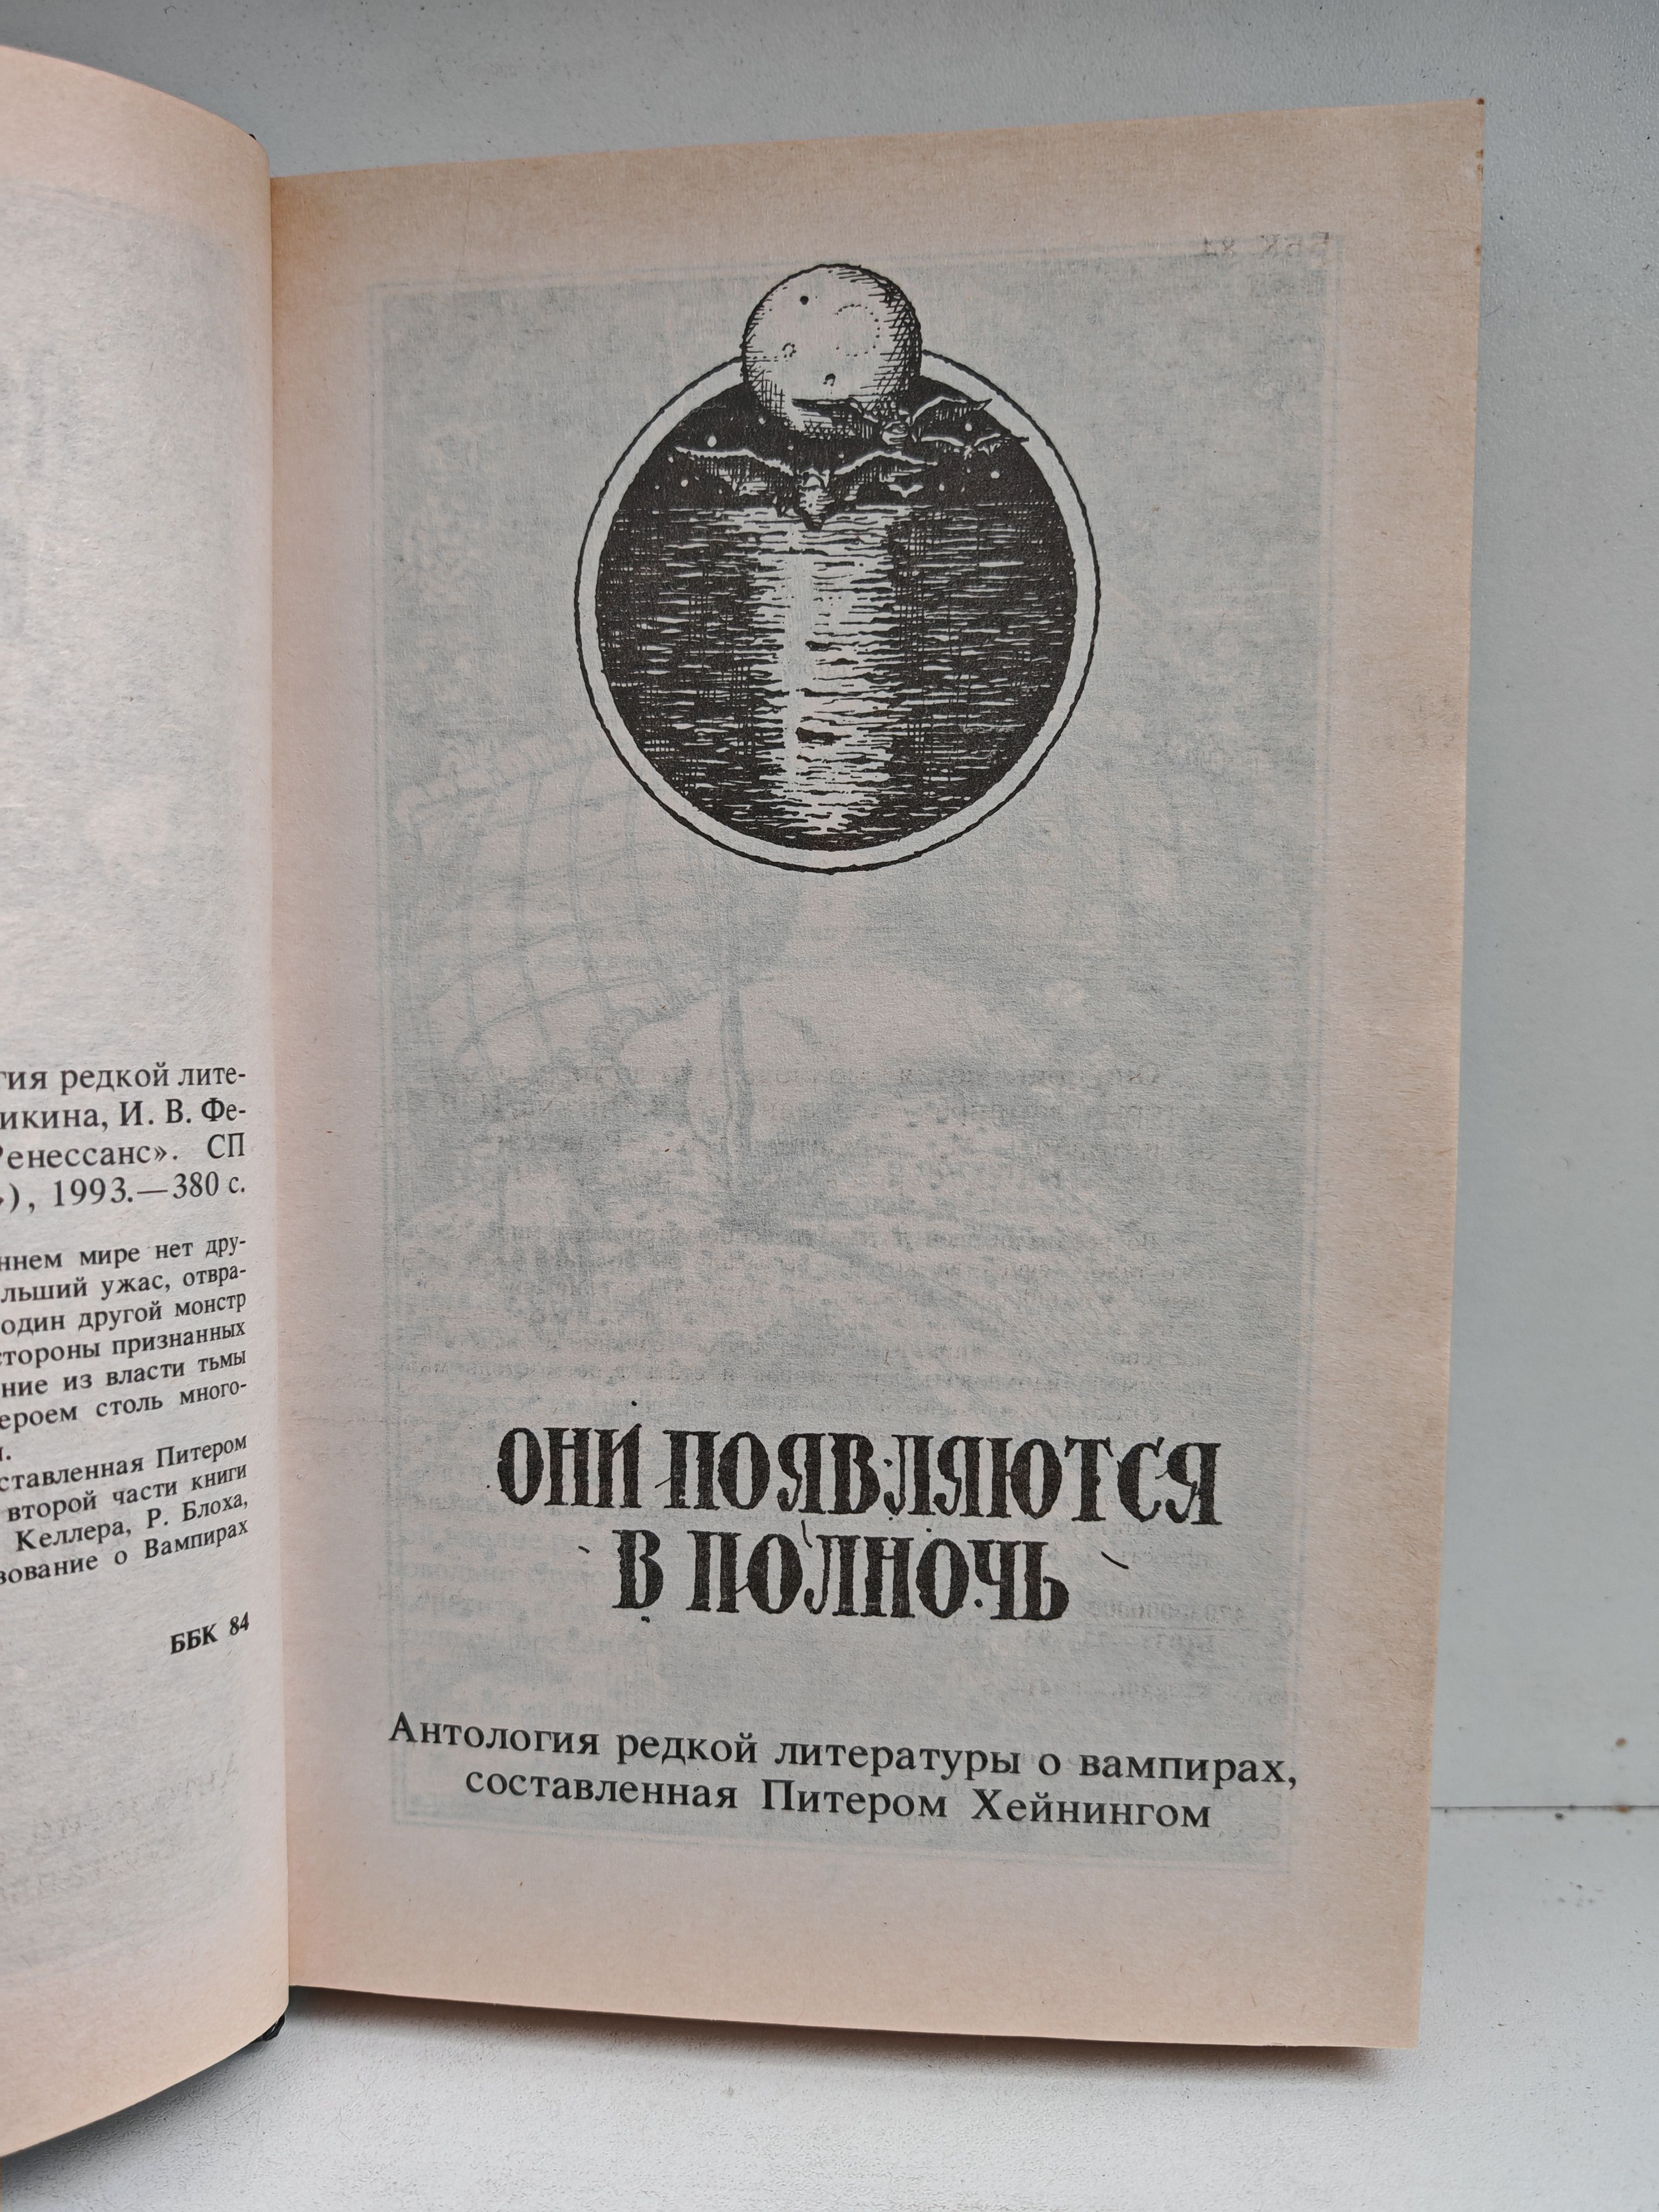 гия редкой лите-
икина, И. В. Фе-
Ренессанс». СП
»), 1993.—380 с.
ннем мире нет дру-
льший ужас, отвра-
один другой монстр
стороны признанных
ние из власти тьмы
ероем столь много-
ставленная Питером
второй части книги
Келлера, Р. Блоха,
зование о Вампирах
ББК 84
ОНИ ПОЯВЛЯЮТСЯ
В ПОЛНОЧЬ
Антология редкой литературы о вампирах,
составленная Питером Хейнингом